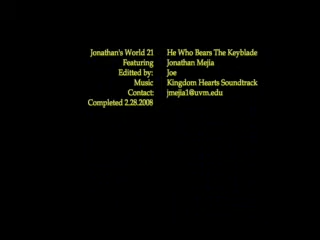 Jonathan's World 21 He Who Bears The Keyblade
Featuring Jonathan Mejia
Editted by: Joe
Music Kingdom Hearts Soundtrack
Contact: jmejia1@uvm.edu
Completed 2.28.2008